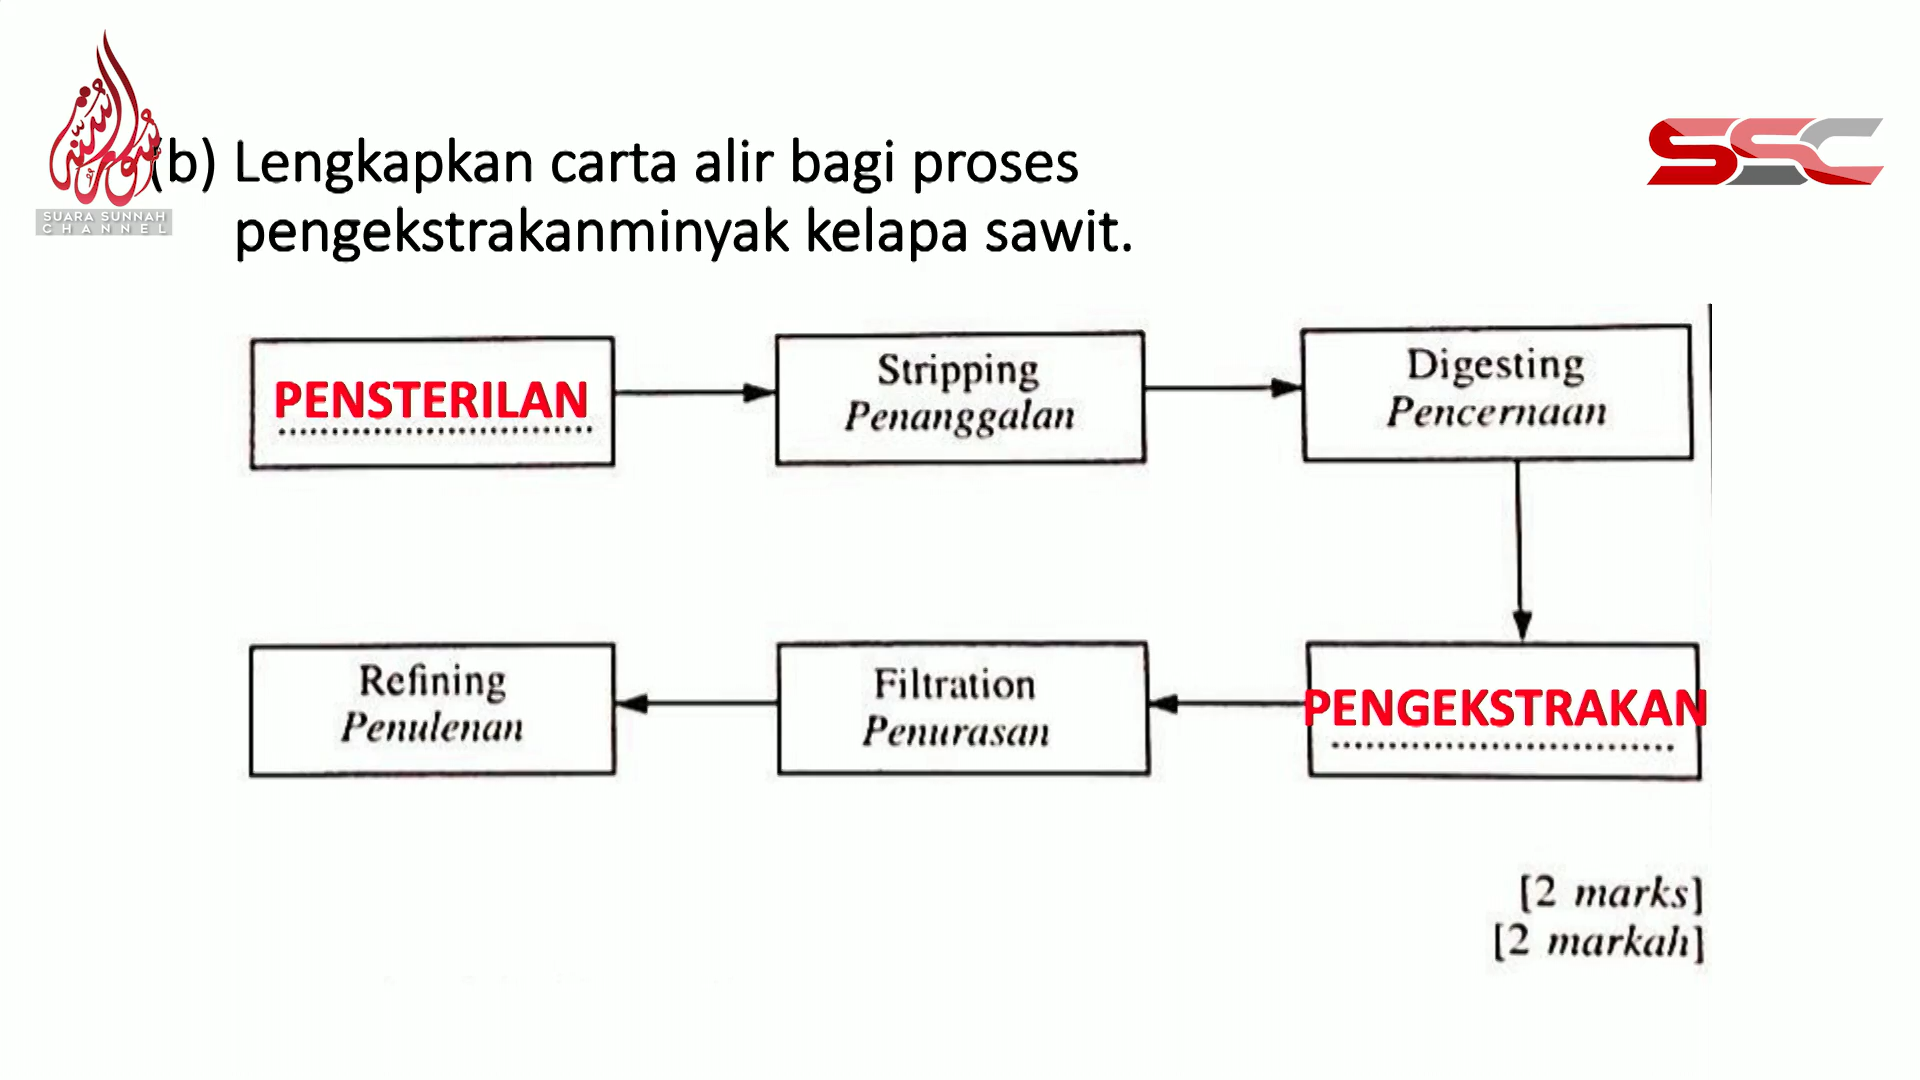 SUARA SUNNAH
CHANNEL
SSC
(b) Lengkapkan carta alir bagi proses
pengekstrakanminyak kelapa sawit.
PENSTERILAN
Stripping
Penanggalan
Digesting
Pencernaan
Refining
Penulenan
Filtration
Penurasan
PENGEKSTRAKAN
[2 marks]
[2 markah]